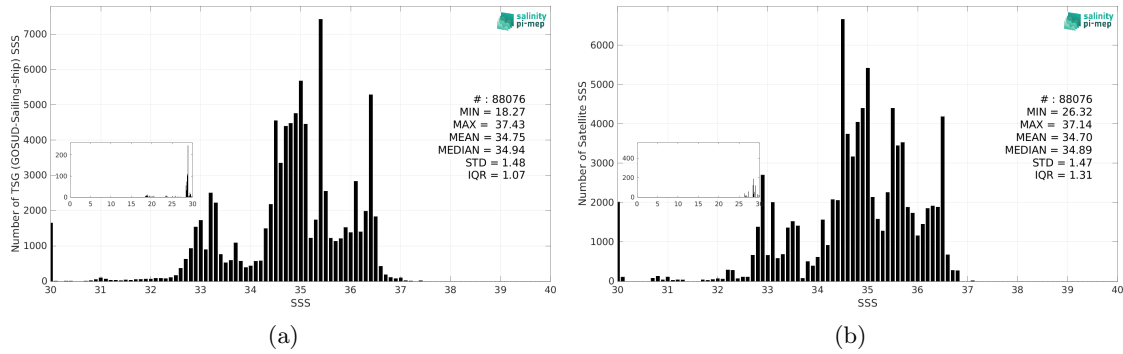 salinity
pi-mep
Number of TSG (GOSUD-Sailing-ship) SSS
7000
6000
5000
4000
3000
2000
1000
0
# : 88076
MIN = 18.27
MAX = 37.43
MEAN = 34.75
MEDIAN = 34.94
STD = 1.48
IQR = 1.07
200
0
0 5 10 15 20 25 30
30 31 32 33 34 35 36 37 38 39 40
SSS
(a)
salinity
pi-mep
Number of Satellite SSS
6000
5000
4000
3000
2000
1000
0
# : 88076
MIN = 26.32
MAX = 37.14
MEAN = 34.70
MEDIAN = 34.89
STD = 1.47
IQR = 1.31
400
200
0
0 5 10 15 20 25 30
30 31 32 33 34 35 36 37 38 39 40
SSS
(b)